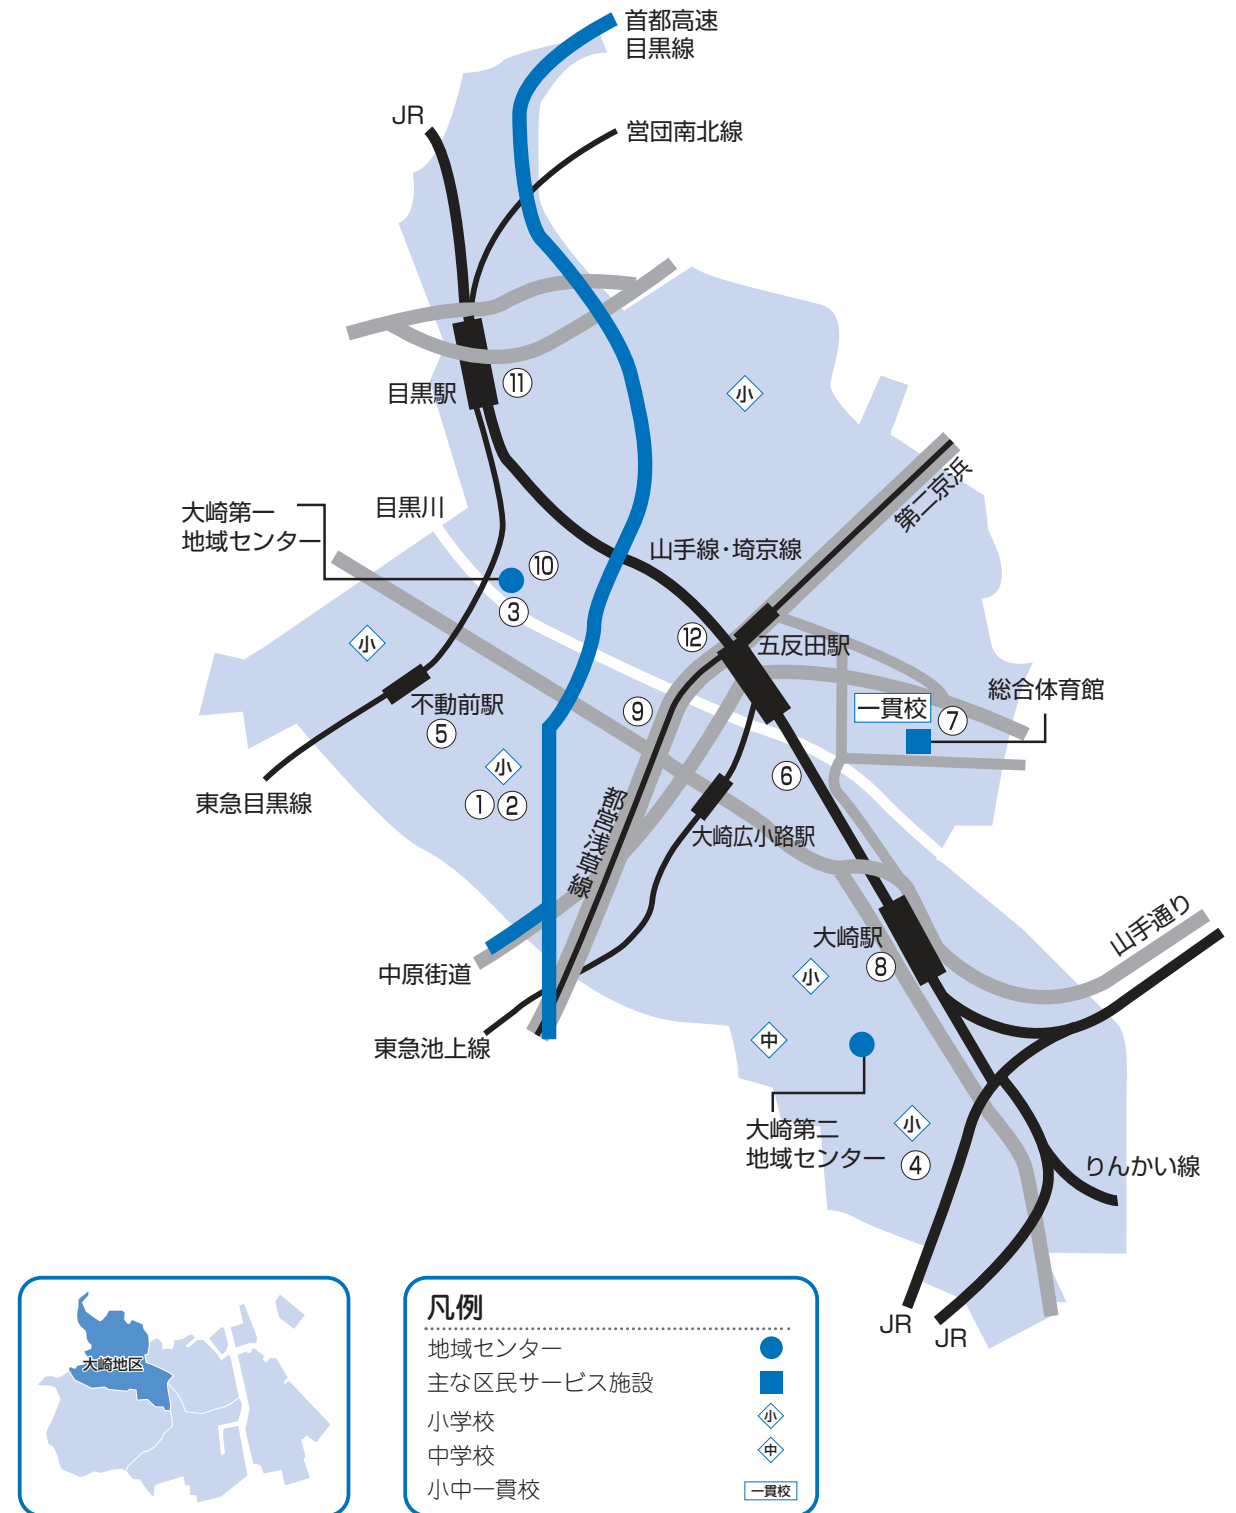 首都高速
目黒線
JR
営団南北線
目黒駅
⑪
小
目黒川
大崎第一
地域センター
第二京浜
山手線・埼京線
⑩
③
小
⑫
五反田駅
総合体育館
不動前駅
⑤
⑨
一貫校
⑦
小
①
②
⑥
東急目黒線
都営浅草線
大崎広小路駅
中原街道
大崎駅
⑧
小
山手通り
東急池上線
中
大崎第二
地域センター
小
④
りんかい線
JR
JR
大崎地区
凡例
地域センター
主な区民サービス施設
小学校 小
中学校 中
小中一貫校 一貫校